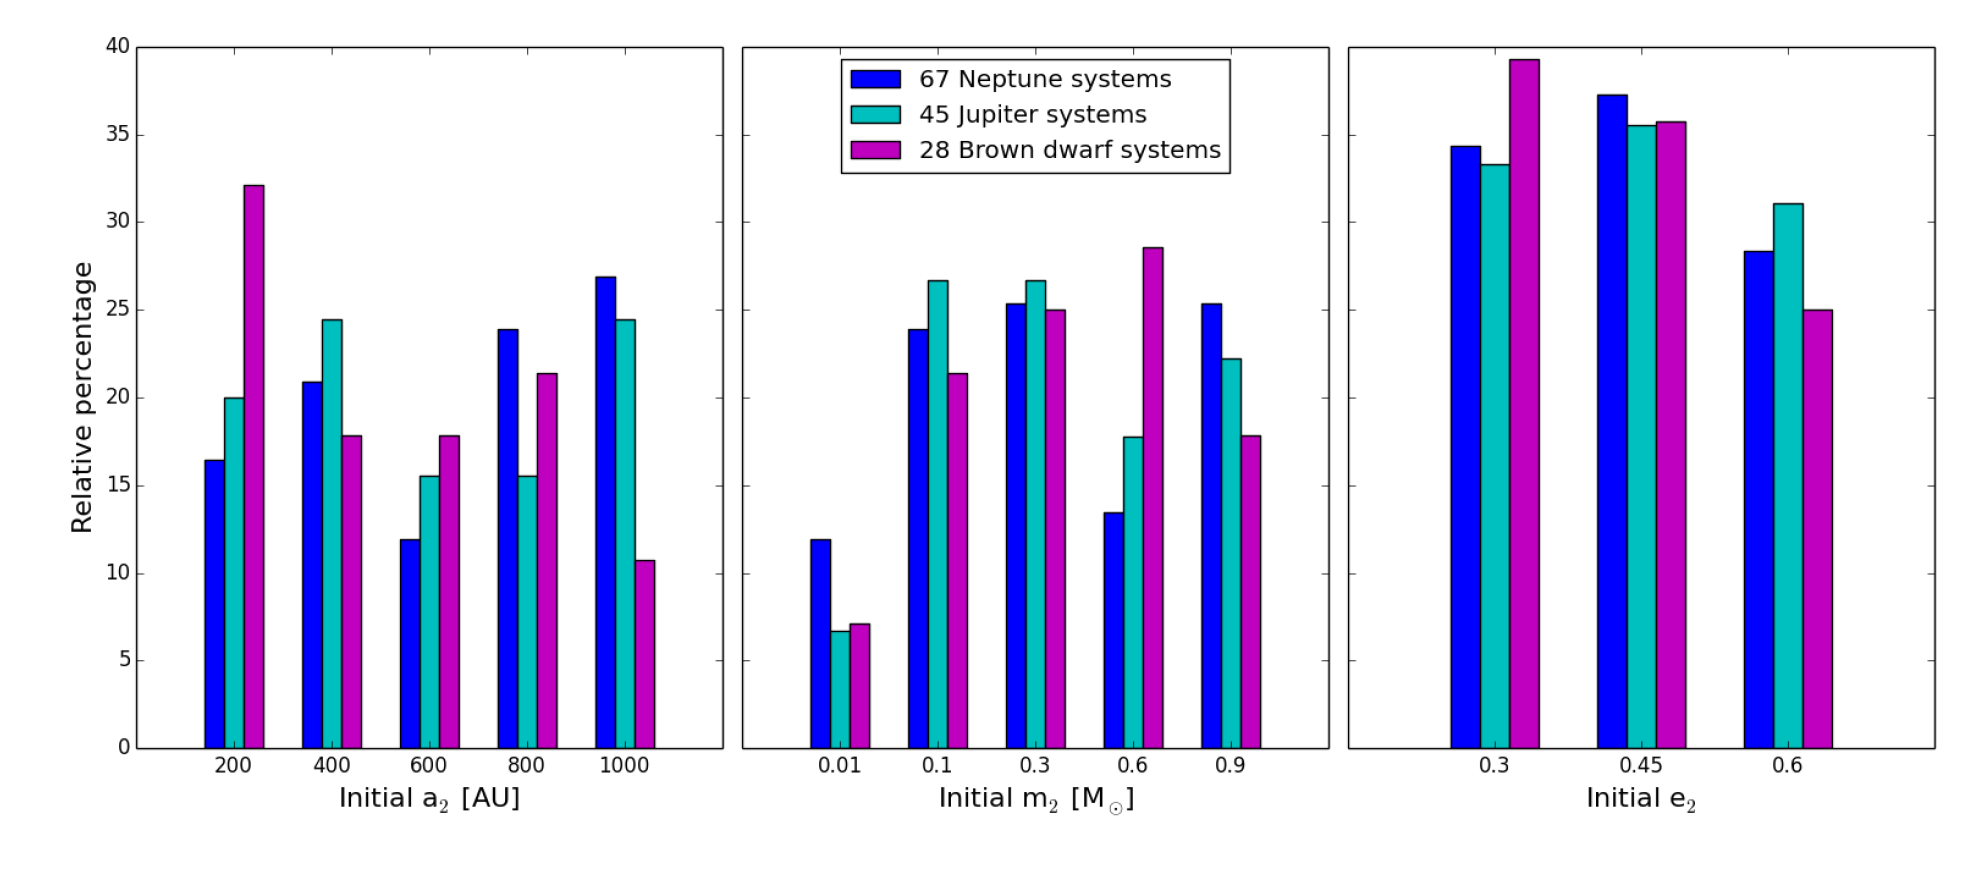 Relative percentage
40
35
30
25
20
15
10
5
0
200 400 600 800 1000
Initial a₂ [AU]
67 Neptune systems
45 Jupiter systems
28 Brown dwarf systems
0.01 0.1 0.3 0.6 0.9
Initial m₂ [M☉]
0.3 0.45 0.6
Initial e₂